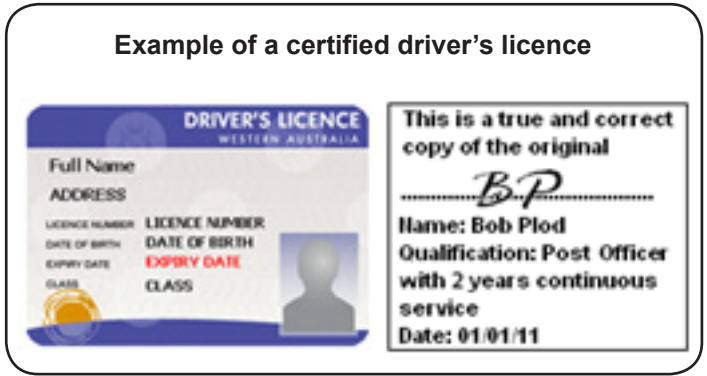 Example of a certified driver's licence
DRIVER'S LICENCE
WESTERN AUSTRALIA
Full Name
ADDRESS
LICENCE NUMBER LICENCE NUMBER
DATE OF BIRTH DATE OF BIRTH
EXPIRY DATE EXPIRY DATE
CLASS CLASS
This is a true and correct
copy of the original
BP
Name: Bob Plod
Qualification: Post Officer
with 2 years continuous
service
Date: 01/01/11